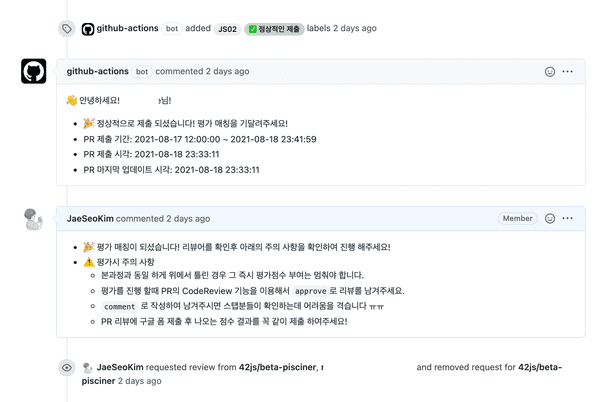 github-actions bot added JS02 ✅ 정상적인 제출 labels 2 days ago
github-actions bot commented 2 days ago
👋 안녕하세요! 님!
🎉 정상적으로 제출 되셨습니다! 평가 매칭을 기달려주세요!
PR 제출 기간: 2021-08-17 12:00:00 ~ 2021-08-18 23:41:59
PR 제출 시각: 2021-08-18 23:33:11
PR 마지막 업데이트 시각: 2021-08-18 23:33:11
JaeSeoKim commented 2 days ago Member
🎉 평가 매칭이 되셨습니다! 리뷰어를 확인후 아래의 주의 사항을 확인하여 진행 해주세요!
⚠️ 평가시 주의 사항
본과정과 동일 하게 위에서 틀린 경우 그 즉시 평가점수 부여는 멈춰야 합니다.
평가를 진행 할때 PR의 CodeReview 기능을 이용해서 approve 로 리뷰를 남겨주세요.
comment 로 작성하여 남겨주시면 스탭분들이 확인하는데 어려움을 격습니다 ㅠㅠ
PR 리뷰에 구글 폼 제출 후 나오는 점수 결과를 꼭 같이 제출 하여주세요!
JaeSeoKim requested review from 42js/beta-pisciner, and removed request for 42js/beta-
pisciner 2 days ago